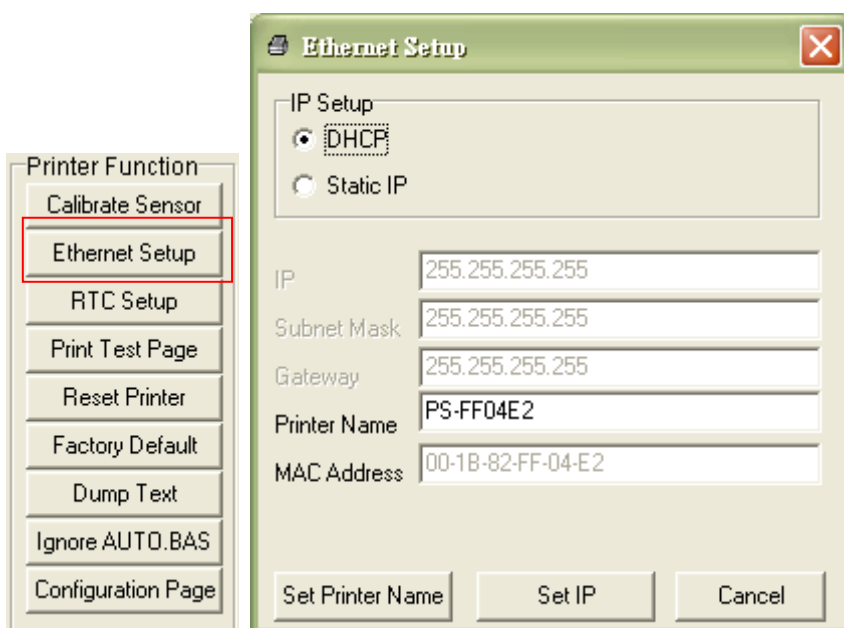 Printer Function
Calibrate Sensor
Ethernet Setup
RTC Setup
Print Test Page
Reset Printer
Factory Default
Dump Text
Ignore AUTO.BAS
Configuration Page
Ethernet Setup
IP Setup
DHCP
Static IP
IP 255.255.255.255
Subnet Mask 255.255.255.255
Gateway 255.255.255.255
Printer Name PS-FF04E2
MAC Address 00-1B-82-FF-04-E2
Set Printer Name Set IP Cancel